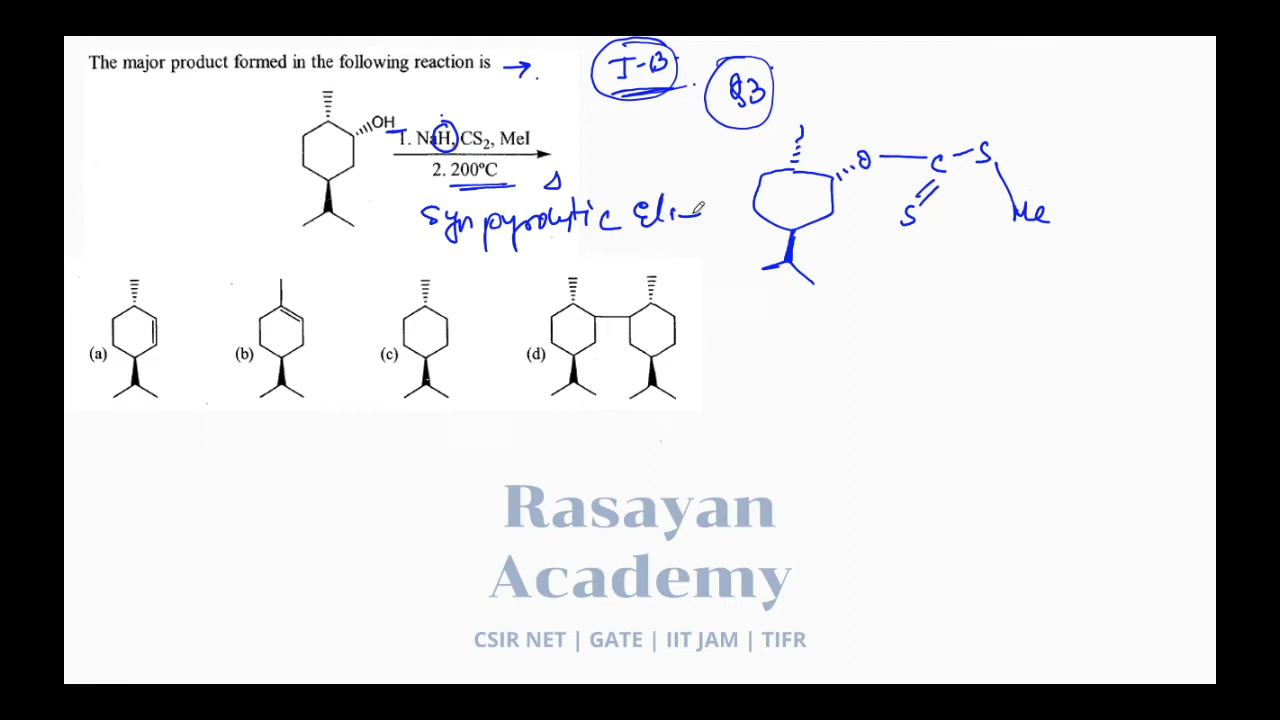 The major product formed in the following reaction is →.
I-B
93
OH
1. NaH, CS₂, MeI
2. 200°C
Δ
Syn pyrolytic Eli
O C S
S Me
(a) (b) (c) (d)
Rasayan
Academy
CSIR NET | GATE | IIT JAM | TIFR